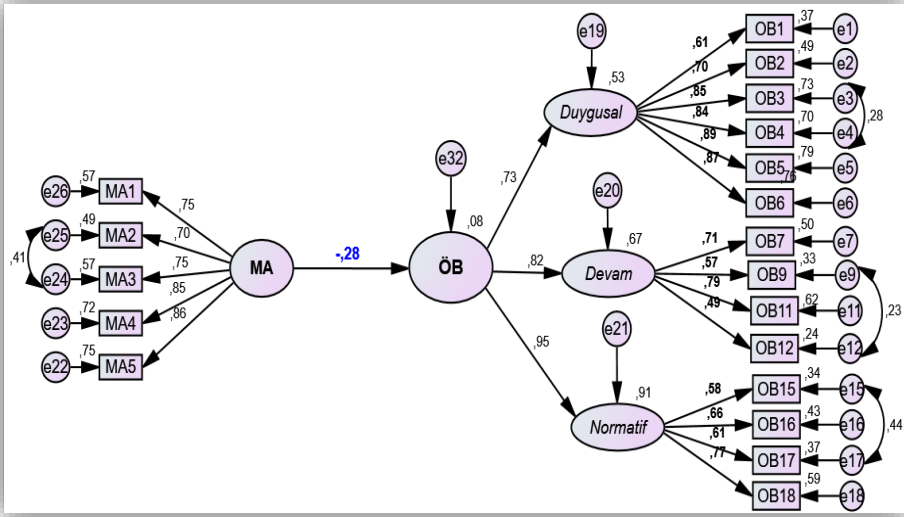 e26
,57
MA1
,75
e25
,49
MA2
,70
,41
e24
,57
MA3
,75
e23
,72
MA4
,85
e22
,75
MA5
,86
MA
-,28
e32
,08
ÖB
,73
,82
,95
e19
,53
Duygusal
,61
,70
,85
,84
,89
,87
OB1
,37
e1
OB2
,49
e2
OB3
,73
e3
OB4
,70
e4
,28
OB5
,79
e5
OB6
,76
e6
e20
,67
Devam
,71
,57
,79
,49
OB7
,50
e7
OB9
,33
e9
OB11
,62
e11
OB12
,24
e12
,23
e21
,91
Normatif
,58
,66
,61
,77
OB15
,34
e15
OB16
,43
e16
OB17
,37
e17
,44
OB18
,59
e18